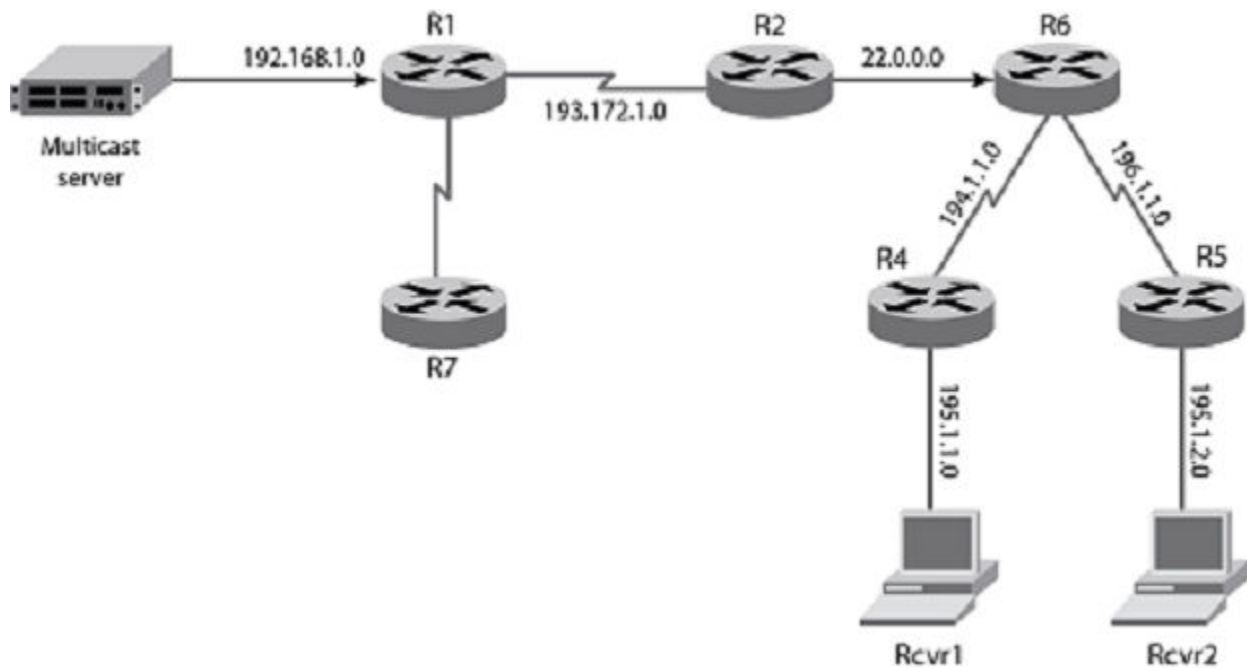 R1
R2
R6
192.168.1.0
22.0.0.0
193.172.1.0
Multicast
server
194.1.1.0
196.1.1.0
R4
R5
R7
195.1.1.0
195.1.2.0
Rcvr1
Rcvr2